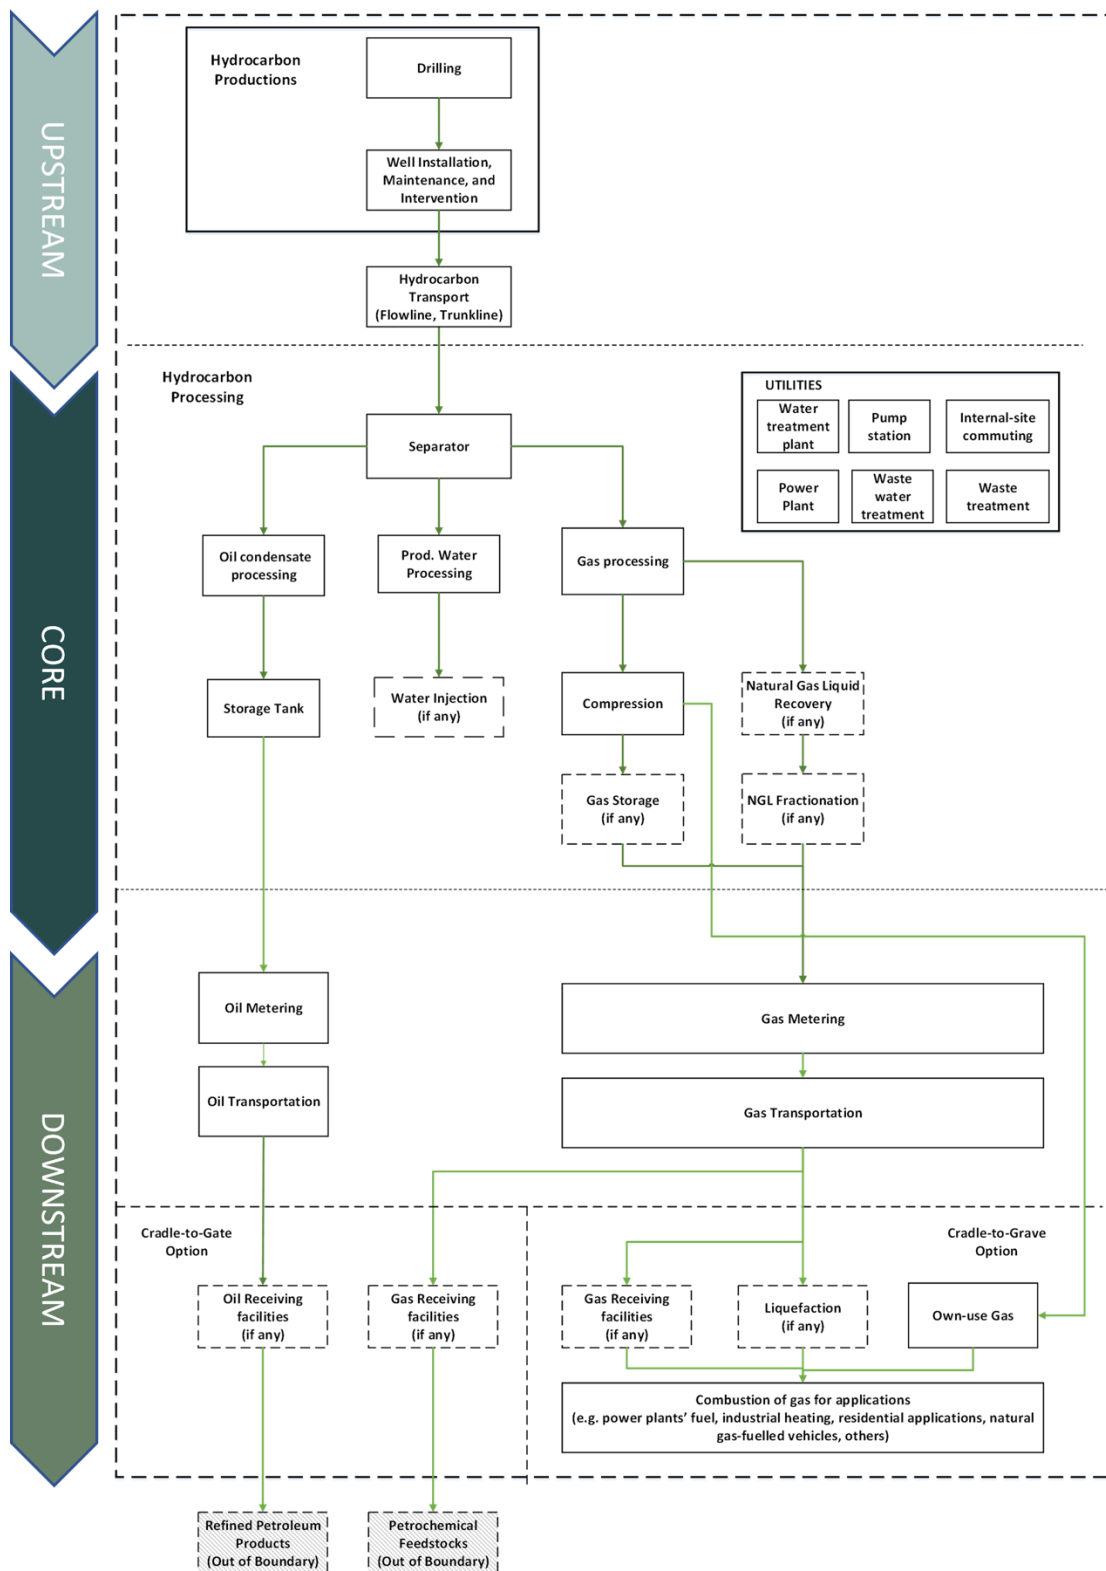 UPSTREAM
Hydrocarbon
Productions
Drilling
Well Installation,
Maintenance, and
Intervention
Hydrocarbon
Transport
(Flowline, Trunkline)
CORE
Hydrocarbon
Processing
UTILITIES
Water
treatment
plant
Pump
station
Internal-site
commuting
Power
Plant
Waste
water
treatment
Waste
treatment
Separator
Oil condensate
processing
Prod. Water
Processing
Gas processing
Storage Tank
Water Injection
(if any)
Compression
Natural Gas Liquid
Recovery
(if any)
Gas Storage
(if any)
NGL Fractionation
(if any)
DOWNSTREAM
Oil Metering
Gas Metering
Oil Transportation
Gas Transportation
Cradle-to-Gate
Option
Cradle-to-Grave
Option
Oil Receiving
facilities
(if any)
Gas Receiving
facilities
(if any)
Gas Receiving
facilities
(if any)
Liquefaction
(if any)
Own-use Gas
Combustion of gas for applications
(e.g. power plants' fuel, industrial heating, residential applications, natural
gas-fuelled vehicles, others)
Refined Petroleum
Products
(Out of Boundary)
Petrochemical
Feedstocks
(Out of Boundary)